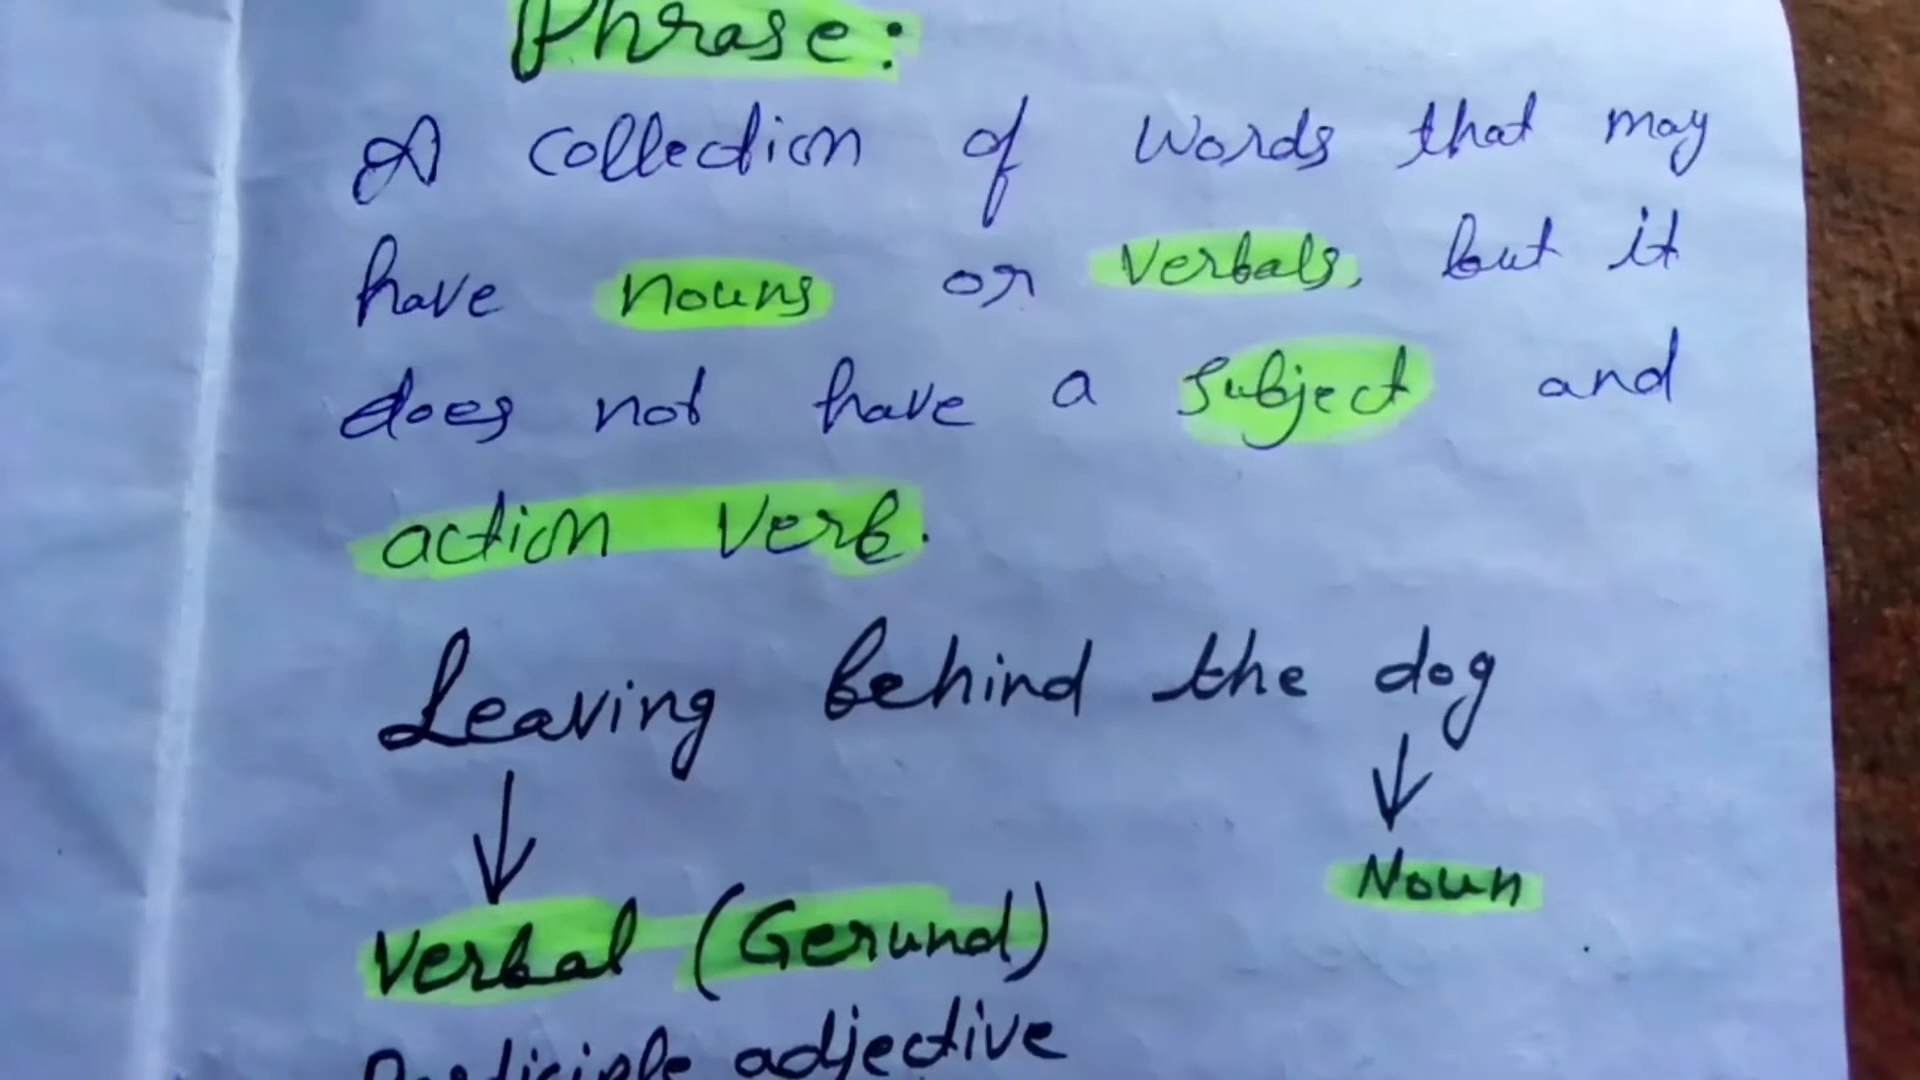 Phrase:
A collection of words that may
have nouns or verbals, but it
does not have a subject and
action verb.
Leaving behind the dog
Noun
Verbal (Gerund)
Participle adjective